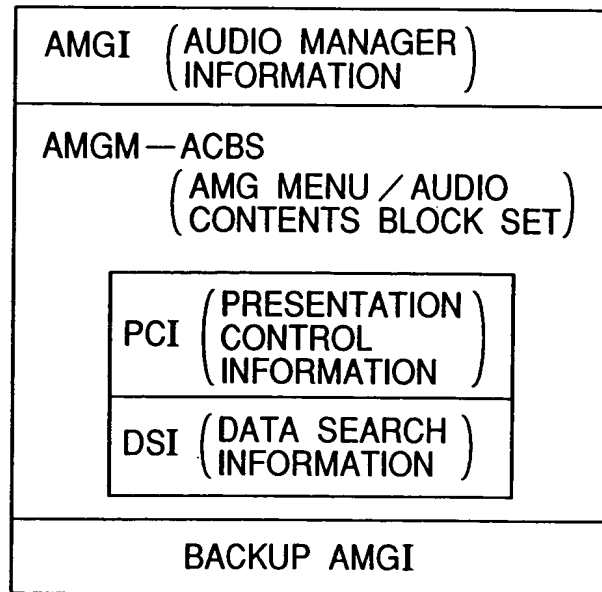 AMGI (AUDIO MANAGER
INFORMATION)
AMGM—ACBS
(AMG MENU / AUDIO
CONTENTS BLOCK SET)
PCI (PRESENTATION
CONTROL
INFORMATION)
DSI (DATA SEARCH
INFORMATION)
BACKUP AMGI